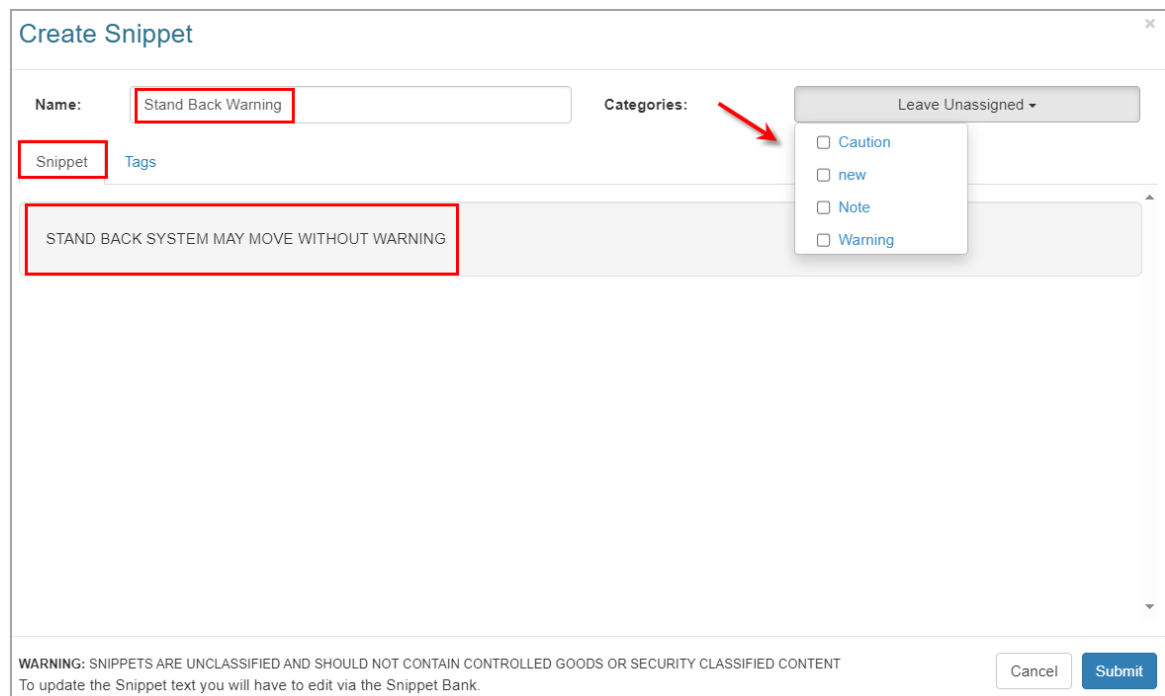 Create Snippet
×
Name:
Stand Back Warning
Categories:
Leave Unassigned
Caution
new
Note
Warning
Snippet
Tags
STAND BACK SYSTEM MAY MOVE WITHOUT WARNING
WARNING: SNIPPETS ARE UNCLASSIFIED AND SHOULD NOT CONTAIN CONTROLLED GOODS OR SECURITY CLASSIFIED CONTENT
To update the Snippet text you will have to edit via the Snippet Bank.
Cancel
Submit